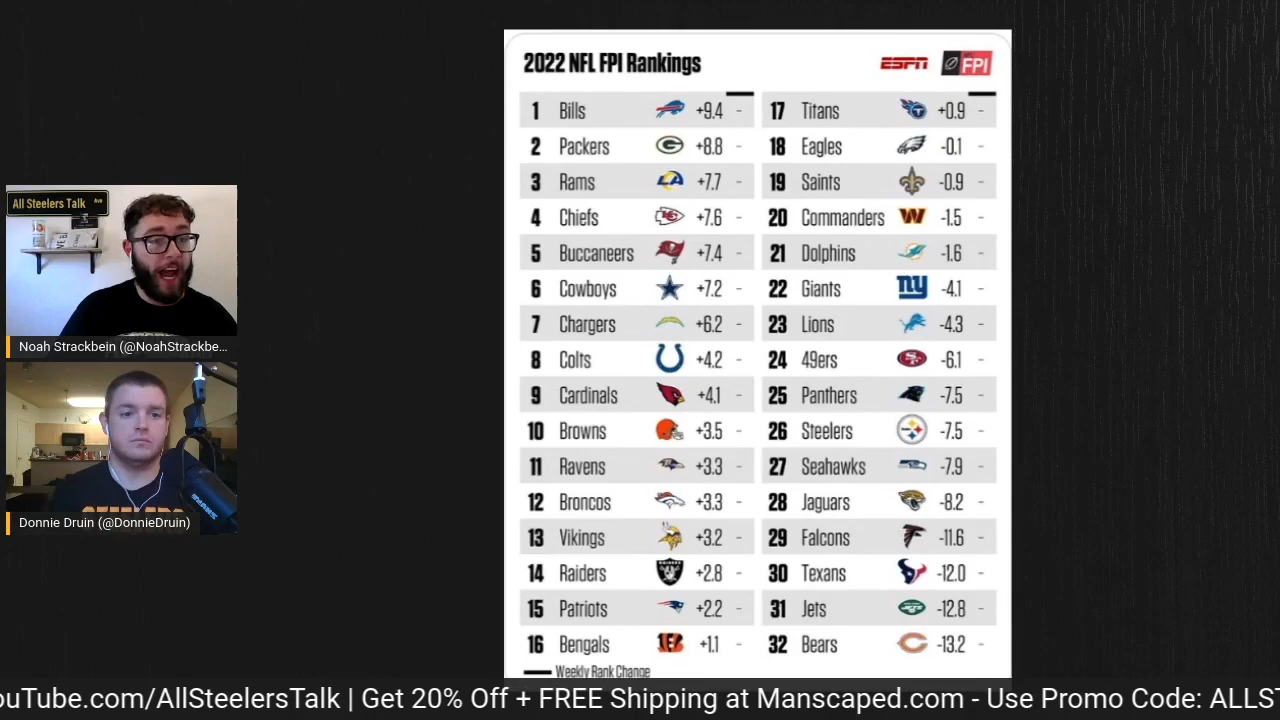 2022 NFL FPI Rankings
ESPN
FPI
1 Bills +9.4 -
2 Packers +8.8 -
3 Rams +7.7 -
4 Chiefs +7.6 -
5 Buccaneers +7.4 -
6 Cowboys +7.2 -
7 Chargers +6.2 -
8 Colts +4.2 -
9 Cardinals +4.1 -
10 Browns +3.5 -
11 Ravens +3.3 -
12 Broncos +3.3 -
13 Vikings +3.2 -
14 Raiders +2.8 -
15 Patriots +2.2 -
16 Bengals +1.1 -
17 Titans +0.9 -
18 Eagles -0.1 -
19 Saints -0.9 -
20 Commanders -1.5 -
21 Dolphins -1.6 -
22 Giants -4.1 -
23 Lions -4.3 -
24 49ers -6.1 -
25 Panthers -7.5 -
26 Steelers -7.5 -
27 Seahawks -7.9 -
28 Jaguars -8.2 -
29 Falcons -11.6 -
30 Texans -12.0 -
31 Jets -12.8 -
32 Bears -13.2 -
Weekly Rank Change
All Steelers Talk Ave
Noah Strackbein (@NoahStrackbe...
Donnie Druin (@DonnieDruin)
ouTube.com/AllSteelersTalk | Get 20% Off + FREE Shipping at Manscaped.com - Use Promo Code: ALLS